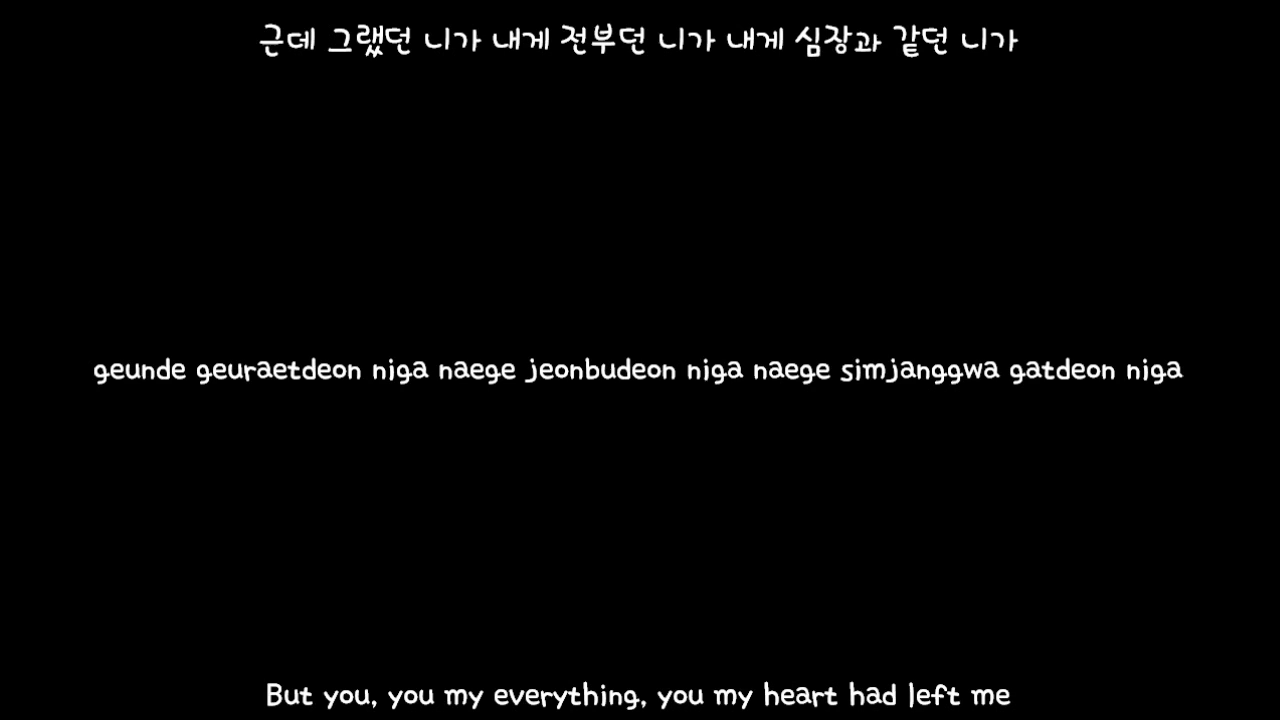 근데 그랬던 니가 내게 전부던 니가 내게 심장과 같던 니가
geunde geuraetdeon niga naege jeonbudeon niga naege simjanggwa gatdeon niga
But you, you my everything, you my heart had left me